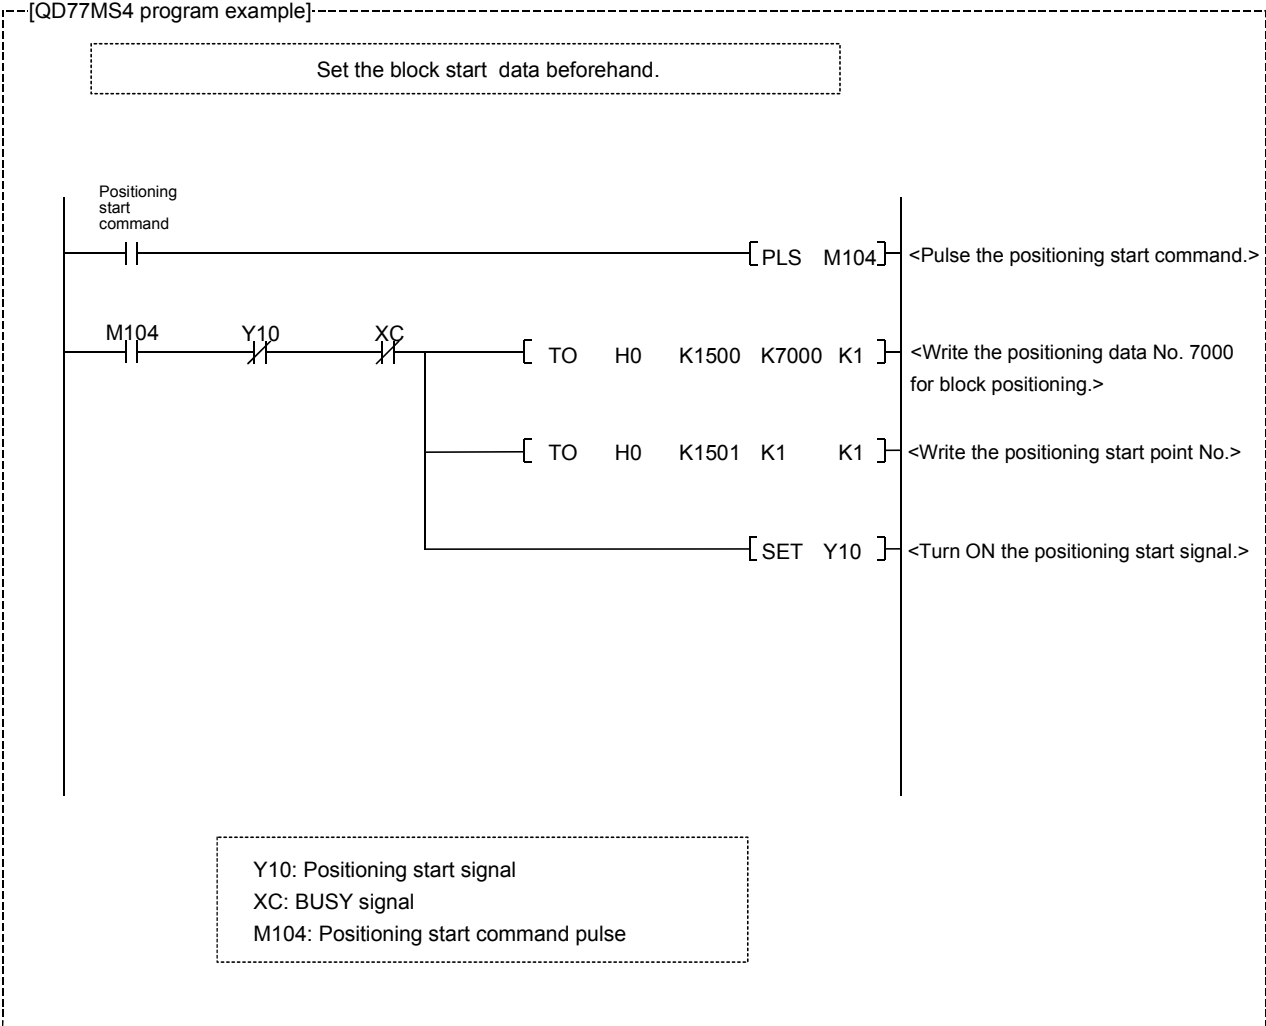 [QD77MS4 program example]
Set the block start data beforehand.
Positioning
start
command
PLS M104
<Pulse the positioning start command.>
M104 Y10 XC
TO H0 K1500 K7000 K1
<Write the positioning data No. 7000
for block positioning.>
TO H0 K1501 K1 K1
<Write the positioning start point No.>
SET Y10
<Turn ON the positioning start signal.>
Y10: Positioning start signal
XC: BUSY signal
M104: Positioning start command pulse